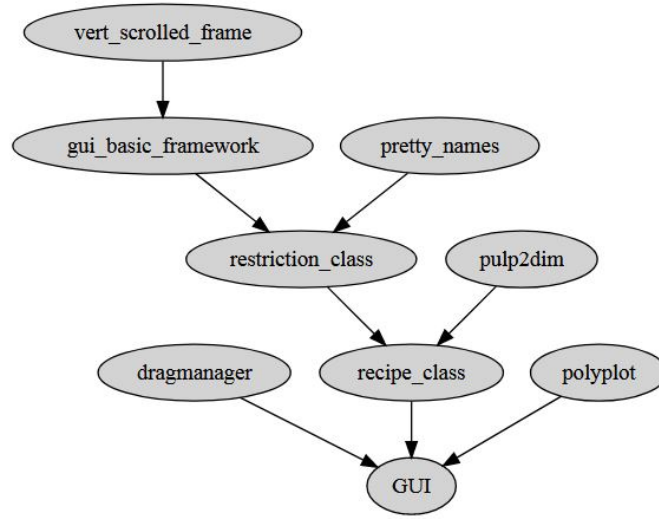 vert_scrolled_frame
gui_basic_framework
pretty_names
restriction_class
pulp2dim
dragmanager
recipe_class
polyplot
GUI